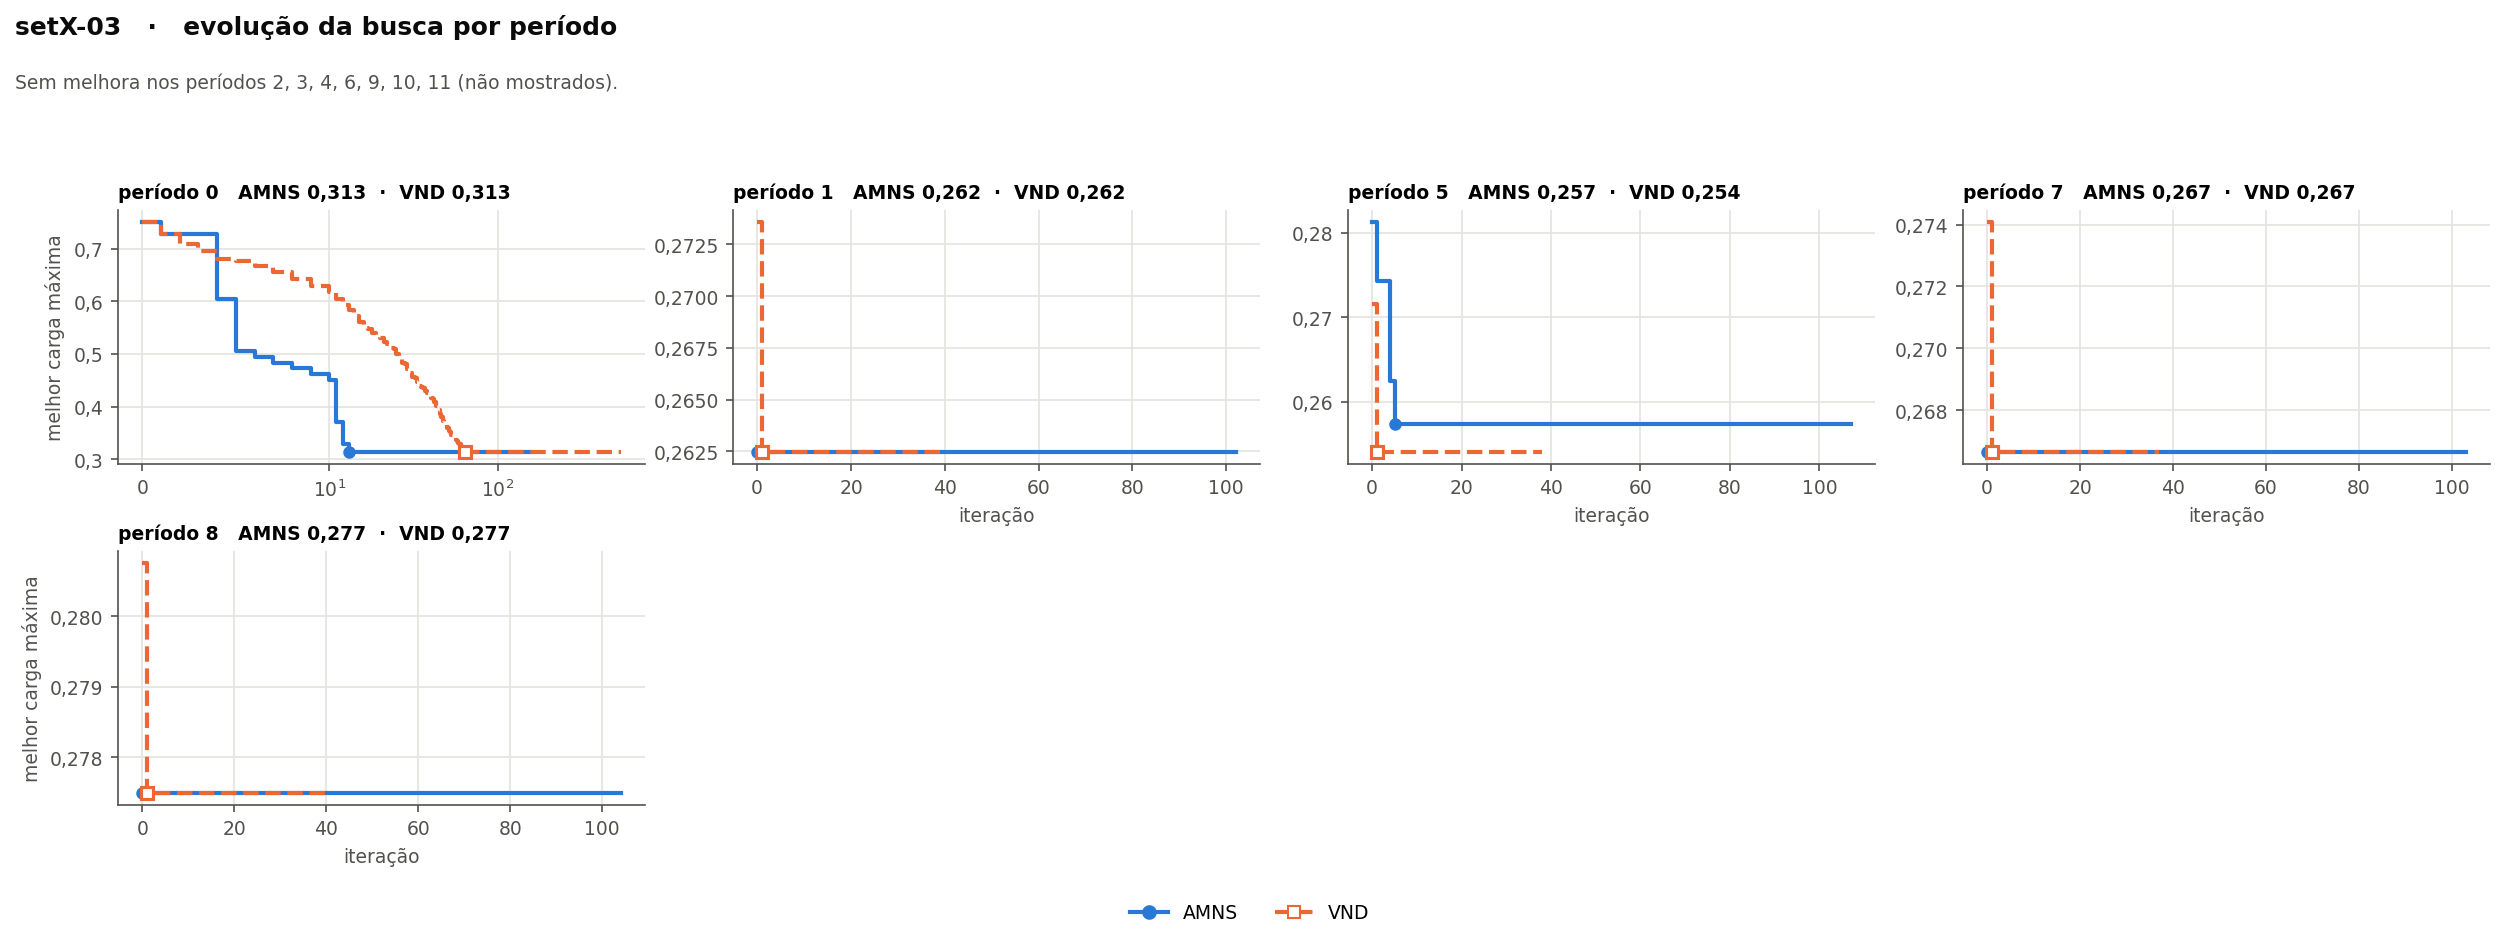 setX-03 · evolução da busca por período
Sem melhora nos períodos 2, 3, 4, 6, 9, 10, 11 (não mostrados).
período 0 AMNS 0,313 · VND 0,313
melhor carga máxima
0,7
0,6
0,5
0,4
0,3
0 10¹ 10²
período 1 AMNS 0,262 · VND 0,262
0,2725
0,2700
0,2675
0,2650
0,2625
0 20 40 60 80 100
iteração
período 5 AMNS 0,257 · VND 0,254
0,28
0,27
0,26
0 20 40 60 80 100
iteração
período 7 AMNS 0,267 · VND 0,267
0,274
0,272
0,270
0,268
0 20 40 60 80 100
iteração
período 8 AMNS 0,277 · VND 0,277
melhor carga máxima
0,280
0,279
0,278
0 20 40 60 80 100
iteração
AMNS VND